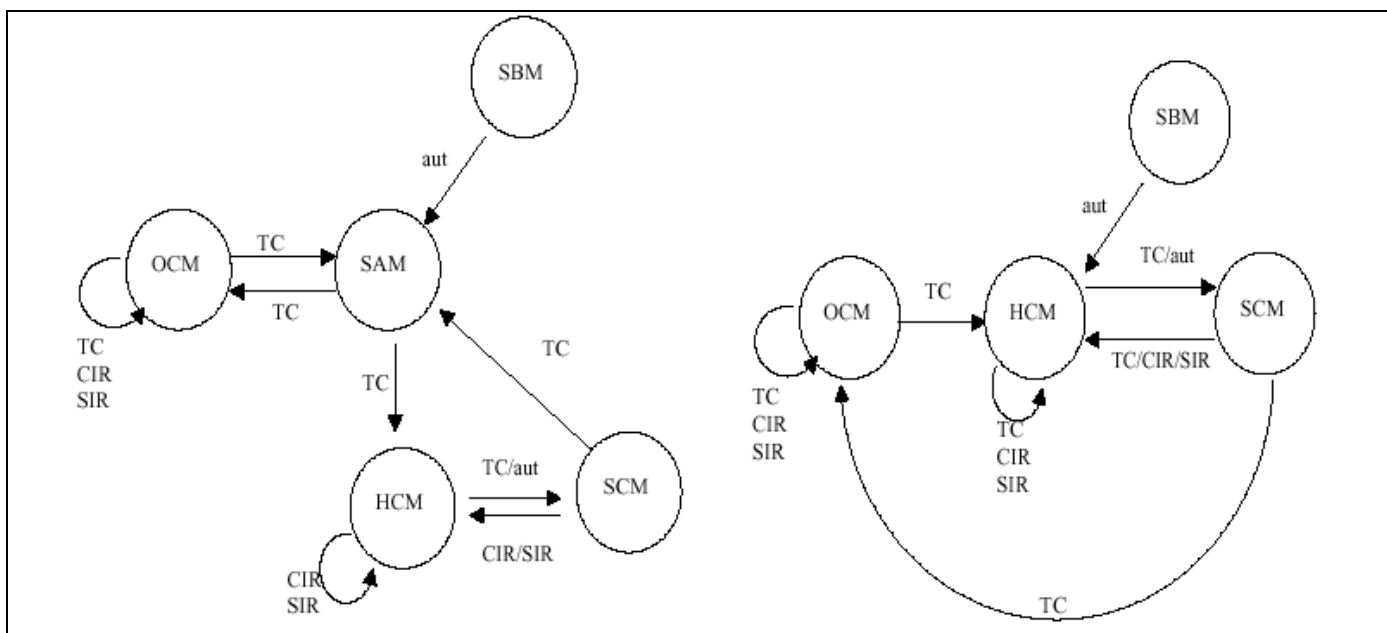 SBM
aut
OCM
TC
SAM
TC
TC
CIR
SIR
TC
TC
HCM
TC/aut
SCM
CIR/SIR
CIR
SIR
SBM
aut
OCM
TC
HCM
TC/aut
SCM
TC/CIR/SIR
TC
CIR
SIR
TC
CIR
SIR
TC